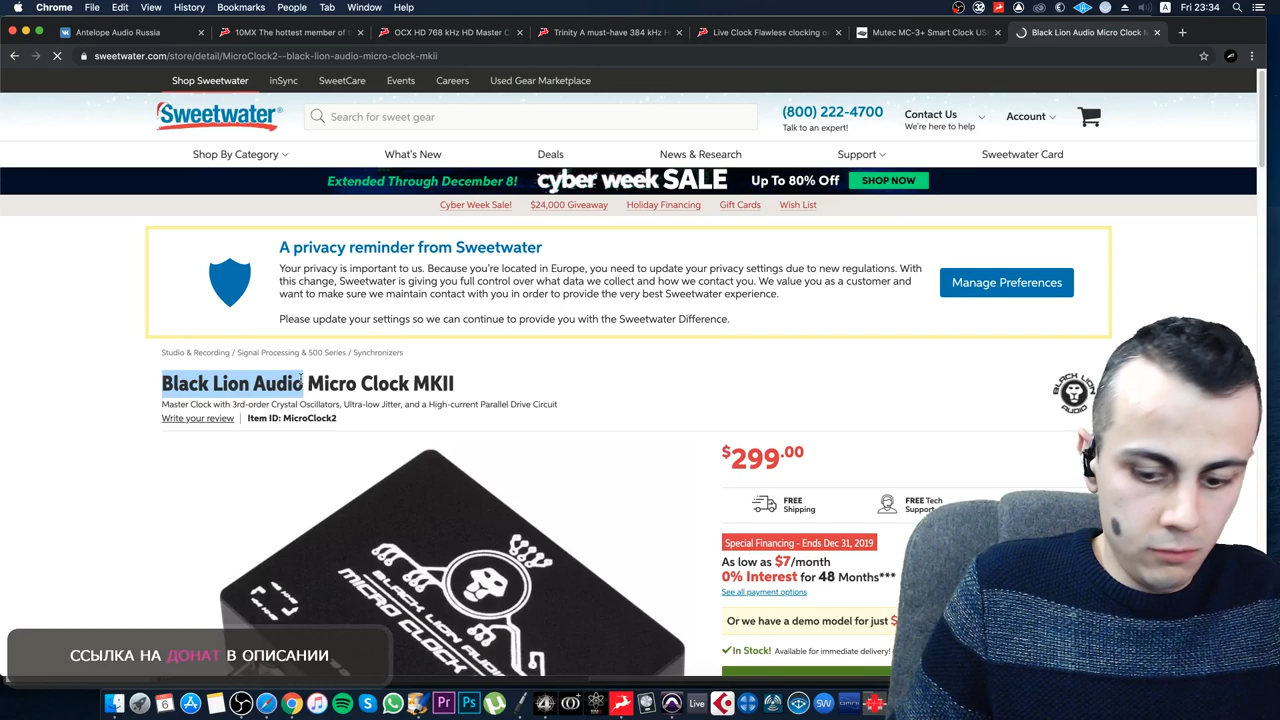 Chrome File Edit View History Bookmarks People Tab Window Help Fri 23:34
Antelope Audio Russia
10MX The hottest member of t
OCX HD 768 kHz HD Master C
Trinity A must-have 384 kHz H
Live Clock Flawless clocking o
Mutec MC-3+ Smart Clock US
Black Lion Audio Micro Clock M
sweetwater.com/store/detail/MicroClock2--black-lion-audio-micro-clock-mkii
Shop Sweetwater inSync SweetCare Events Careers Used Gear Marketplace
Sweetwater
Search for sweet gear
(800) 222-4700
Talk to an expert!
Contact Us
We're here to help
Account
Shop By Category What's New Deals News & Research Support Sweetwater Card
Extended Through December 8! cyber week SALE Up To 80% Off SHOP NOW
Cyber Week Sale! $24,000 Giveaway Holiday Financing Gift Cards Wish List
A privacy reminder from Sweetwater
Your privacy is important to us. Because you're located in Europe, you need to update your privacy settings due to new regulations. With
this change, Sweetwater is giving you full control over what data we collect and how we contact you. We value you as a customer and
want to make sure we maintain contact with you in order to provide the very best Sweetwater experience.
Please update your settings so we can continue to provide you with the Sweetwater Difference.
Manage Preferences
Studio & Recording / Signal Processing & 500 Series / Synchronizers
Black Lion Audio Micro Clock MKII
Master Clock with 3rd-order Crystal Oscillators, Ultra-low Jitter, and a High-current Parallel Drive Circuit
Write your review Item ID: MicroClock2
BLACK LION
AUDIO
$299.00
FREE
Shipping
FREE Tech
Support
Special Financing - Ends Dec 31, 2019
As low as $7/month
0% Interest for 48 Months***
See all payment options
Or we have a demo model for just $
In Stock! Available for immediate delivery!
BLACK LION AUDIO
MICRO CLOCK
ССЫЛКА НА ДОНАТ В ОПИСАНИИ
6
Pr
Ps
Live
SW